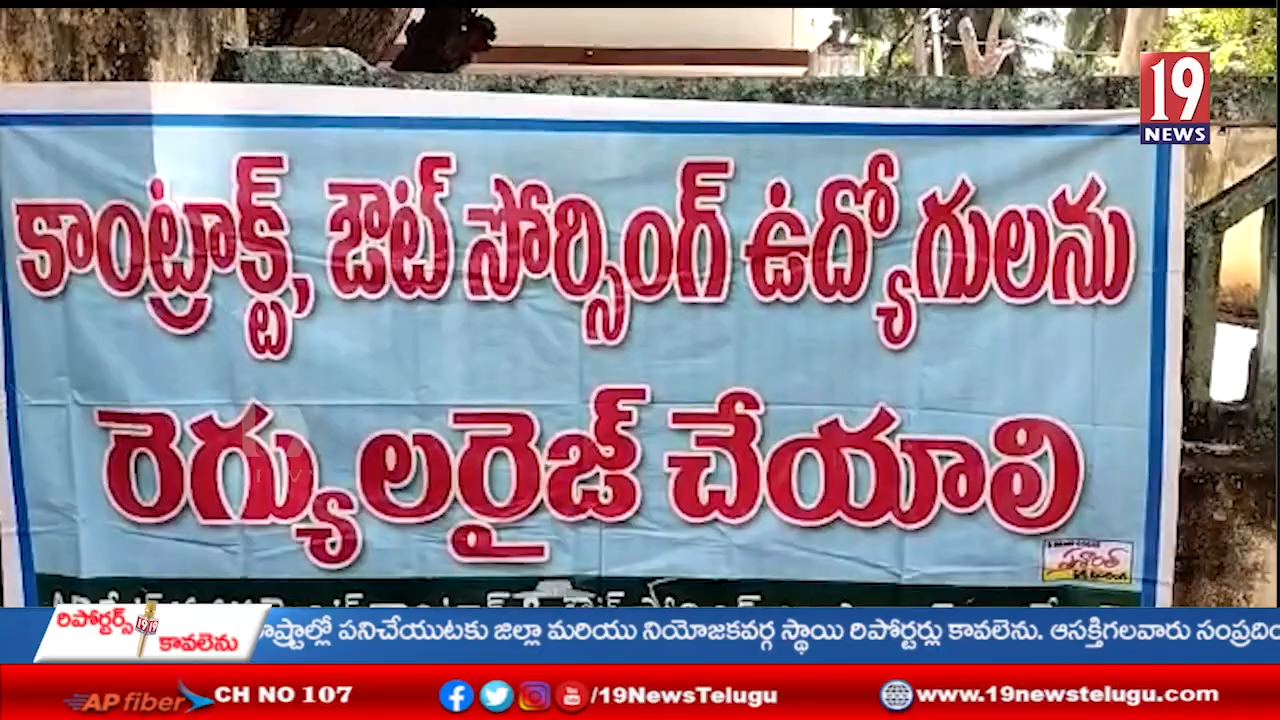 19
NEWS
కాంట్రాక్ట్, ఔట్ సోర్సింగ్ ఉద్యోగులను
రెగ్యులరైజ్ చేయాలి
ప్రశాంత్
రిపోర్టర్స్
కావలెను
రాష్ట్రాల్లో పనిచేయుటకు జిల్లా మరియు నియోజకవర్గ స్థాయి రిపోర్టర్లు కావలెను. ఆసక్తిగలవారు
AP fiber CH NO 107 /19NewsTelugu www.19newstelugu.com